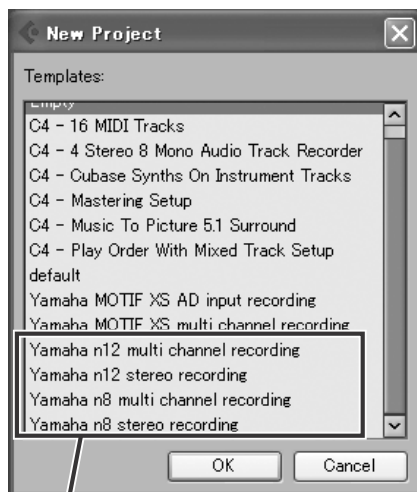 New Project
Templates:
Empty
C4 - 16 MIDI Tracks
C4 - 4 Stereo 8 Mono Audio Track Recorder
C4 - Cubase Synths On Instrument Tracks
C4 - Mastering Setup
C4 - Music To Picture 5.1 Surround
C4 - Play Order With Mixed Track Setup
default
Yamaha MOTIF XS AD input recording
Yamaha MOTIF XS multi channel recording
Yamaha n12 multi channel recording
Yamaha n12 stereo recording
Yamaha n8 multi channel recording
Yamaha n8 stereo recording
OK Cancel